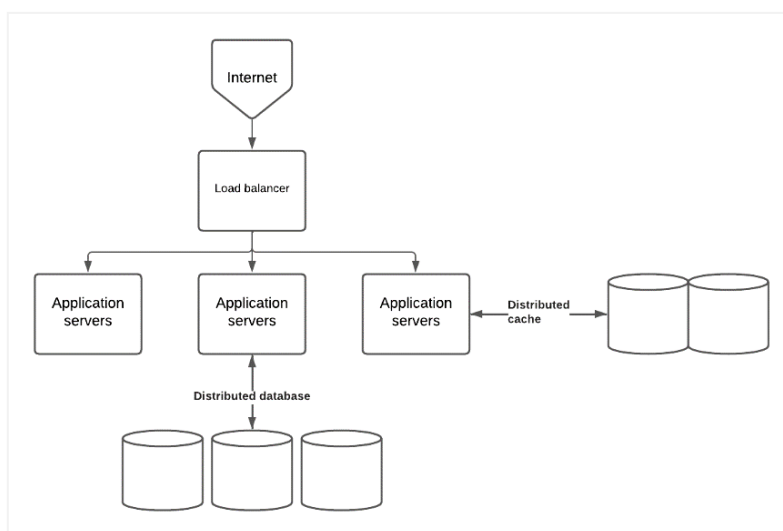 Internet
Load balancer
Application
servers
Application
servers
Application
servers
Distributed
cache
Distributed database